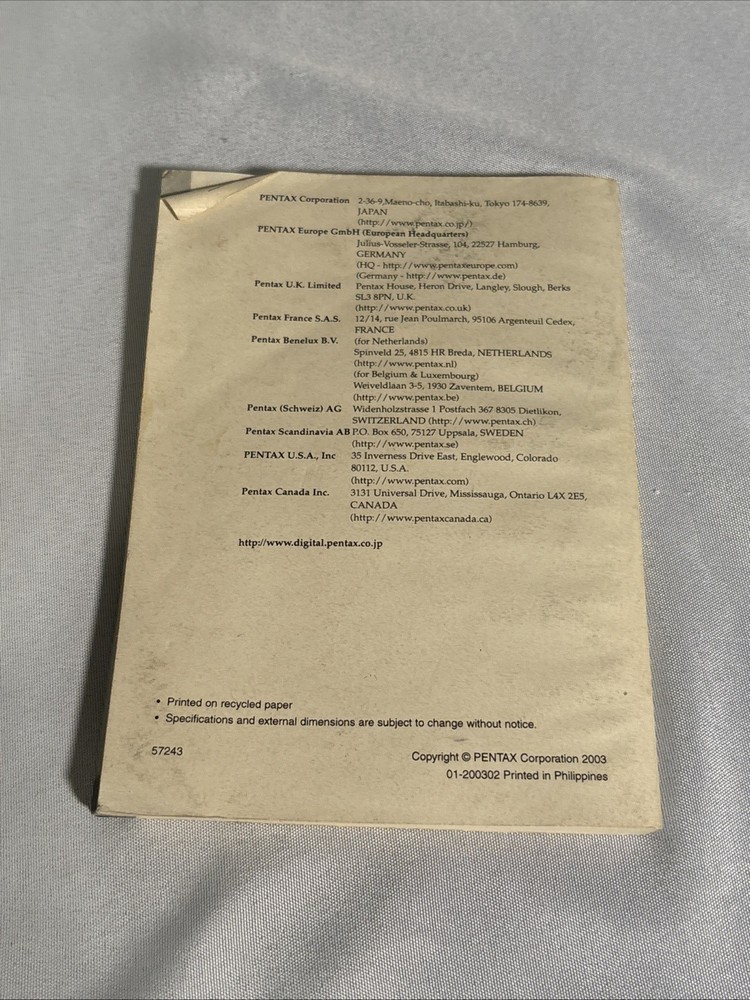 PENTAX Corporation 2-36-9,Maeno-cho, Itabashi-ku, Tokyo 174-8639,
JAPAN
(http://www.pentax.co.jp/)
PENTAX Europe GmbH (European Headquarters)
Julius-Vosseler-Strasse, 104, 22527 Hamburg,
GERMANY
(HQ - http://www.pentaxeurope.com)
(Germany - http://www.pentax.de)
Pentax U.K. Limited Pentax House, Heron Drive, Langley, Slough, Berks
SL3 8PN, U.K.
(http://www.pentax.co.uk)
Pentax France S.A.S. 12/14, rue Jean Poulmarch, 95106 Argenteuil Cedex,
FRANCE
Pentax Benelux B.V. (for Netherlands)
Spinveld 25, 4815 HR Breda, NETHERLANDS
(http://www.pentax.nl)
(for Belgium & Luxembourg)
Weiveldlaan 3-5, 1930 Zaventem, BELGIUM
(http://www.pentax.be)
Pentax (Schweiz) AG Widenholzstrasse 1 Postfach 367 8305 Dietlikon,
SWITZERLAND (http://www.pentax.ch)
Pentax Scandinavia AB P.O. Box 650, 75127 Uppsala, SWEDEN
(http://www.pentax.se)
PENTAX U.S.A., Inc 35 Inverness Drive East, Englewood, Colorado
80112, U.S.A.
(http://www.pentax.com)
Pentax Canada Inc. 3131 Universal Drive, Mississauga, Ontario L4X 2E5,
CANADA
(http://www.pentaxcanada.ca)
http://www.digital.pentax.co.jp
• Printed on recycled paper
• Specifications and external dimensions are subject to change without notice.
57243
Copyright © PENTAX Corporation 2003
01-200302 Printed in Philippines